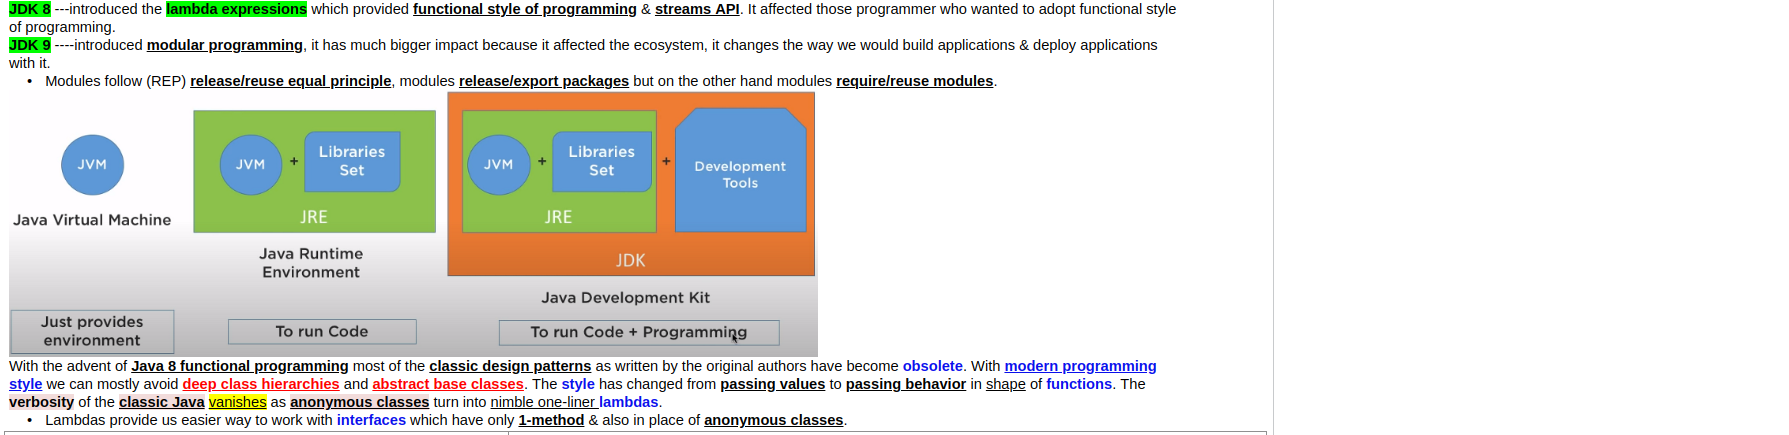 JDK 8 ---introduced the lambda expressions which provided functional style of programming & streams API. It affected those programmer who wanted to adopt functional style
of programming.
JDK 9 ----introduced modular programming, it has much bigger impact because it affected the ecosystem, it changes the way we would build applications & deploy applications
with it.
• Modules follow (REP) release/reuse equal principle, modules release/export packages but on the other hand modules require/reuse modules.
JVM
Java Virtual Machine
Just provides
environment
JVM + Libraries
Set
JRE
Java Runtime
Environment
To run Code
JVM + Libraries
Set
JRE
+
Development
Tools
JDK
Java Development Kit
To run Code + Programming
With the advent of Java 8 functional programming most of the classic design patterns as written by the original authors have become obsolete. With modern programming
style we can mostly avoid deep class hierarchies and abstract base classes. The style has changed from passing values to passing behavior in shape of functions. The
verbosity of the classic Java vanishes as anonymous classes turn into nimble one-liner lambdas.
• Lambdas provide us easier way to work with interfaces which have only 1-method & also in place of anonymous classes.